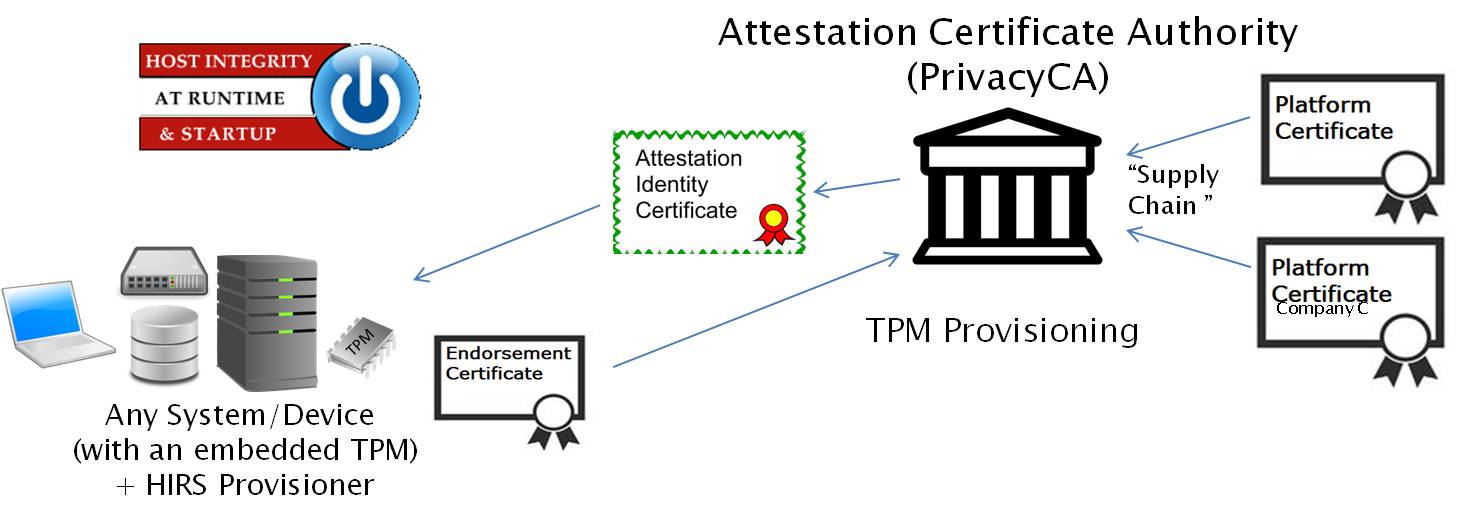 Attestation Certificate Authority
(PrivacyCA)
HOST INTEGRITY
AT RUNTIME
& STARTUP
Platform
Certificate
Attestation
Identity
Certificate
“Supply
Chain ”
Platform
Certificate
Company C
TPM Provisioning
TPM
Endorsement
Certificate
Any System/Device
(with an embedded TPM)
+ HIRS Provisioner